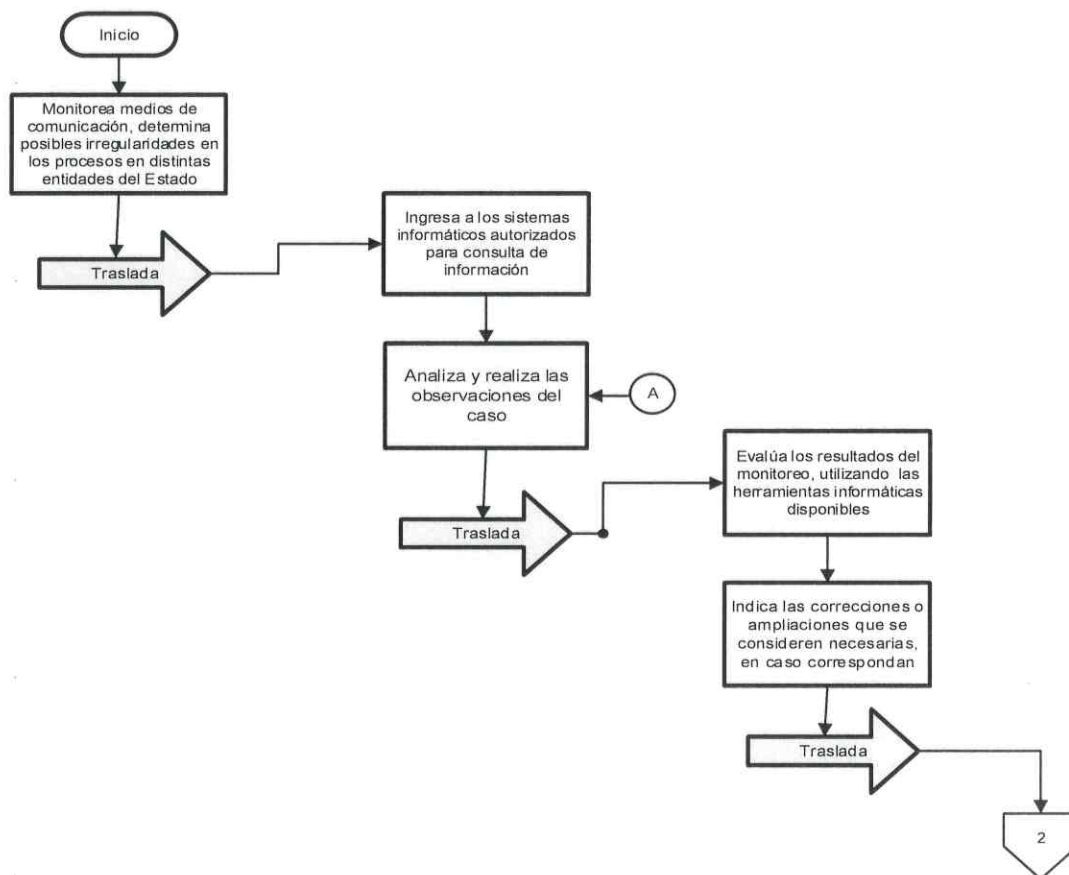 Inicio
Monitorea medios de
comunicación, determina
posibles irregularidades en
los procesos en distintas
entidades del Estado
Traslada
Ingresa a los sistemas
informáticos autorizados
para consulta de
información
Analiza y realiza las
observaciones del
caso
A
Traslada
Evalúa los resultados del
monitoreo, utilizando las
herramientas informáticas
disponibles
Indica las correcciones o
ampliaciones que se
consideren necesarias,
en caso correspondan
Traslada
2